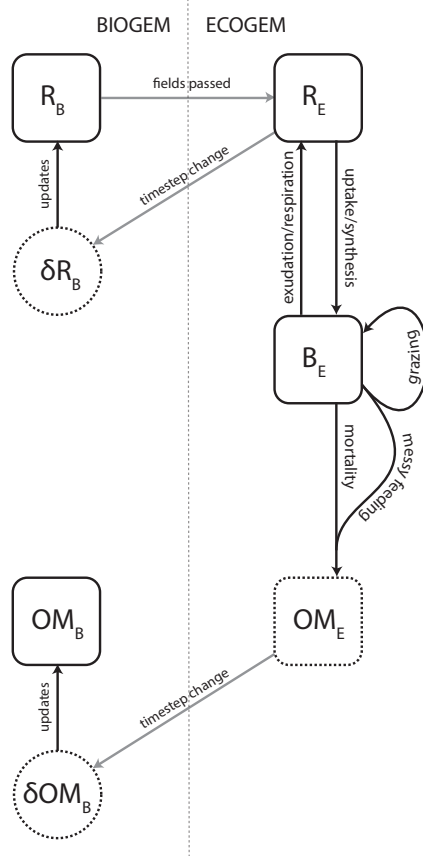 BIOGEM ECOGEM
R_B
fields passed
R_E
updates
timestep change
exudation/respiration
uptake/synthesis
δR_B
B_E
grazing
mortality
messy feeding
OM_B
OM_E
updates
timestep change
δOM_B